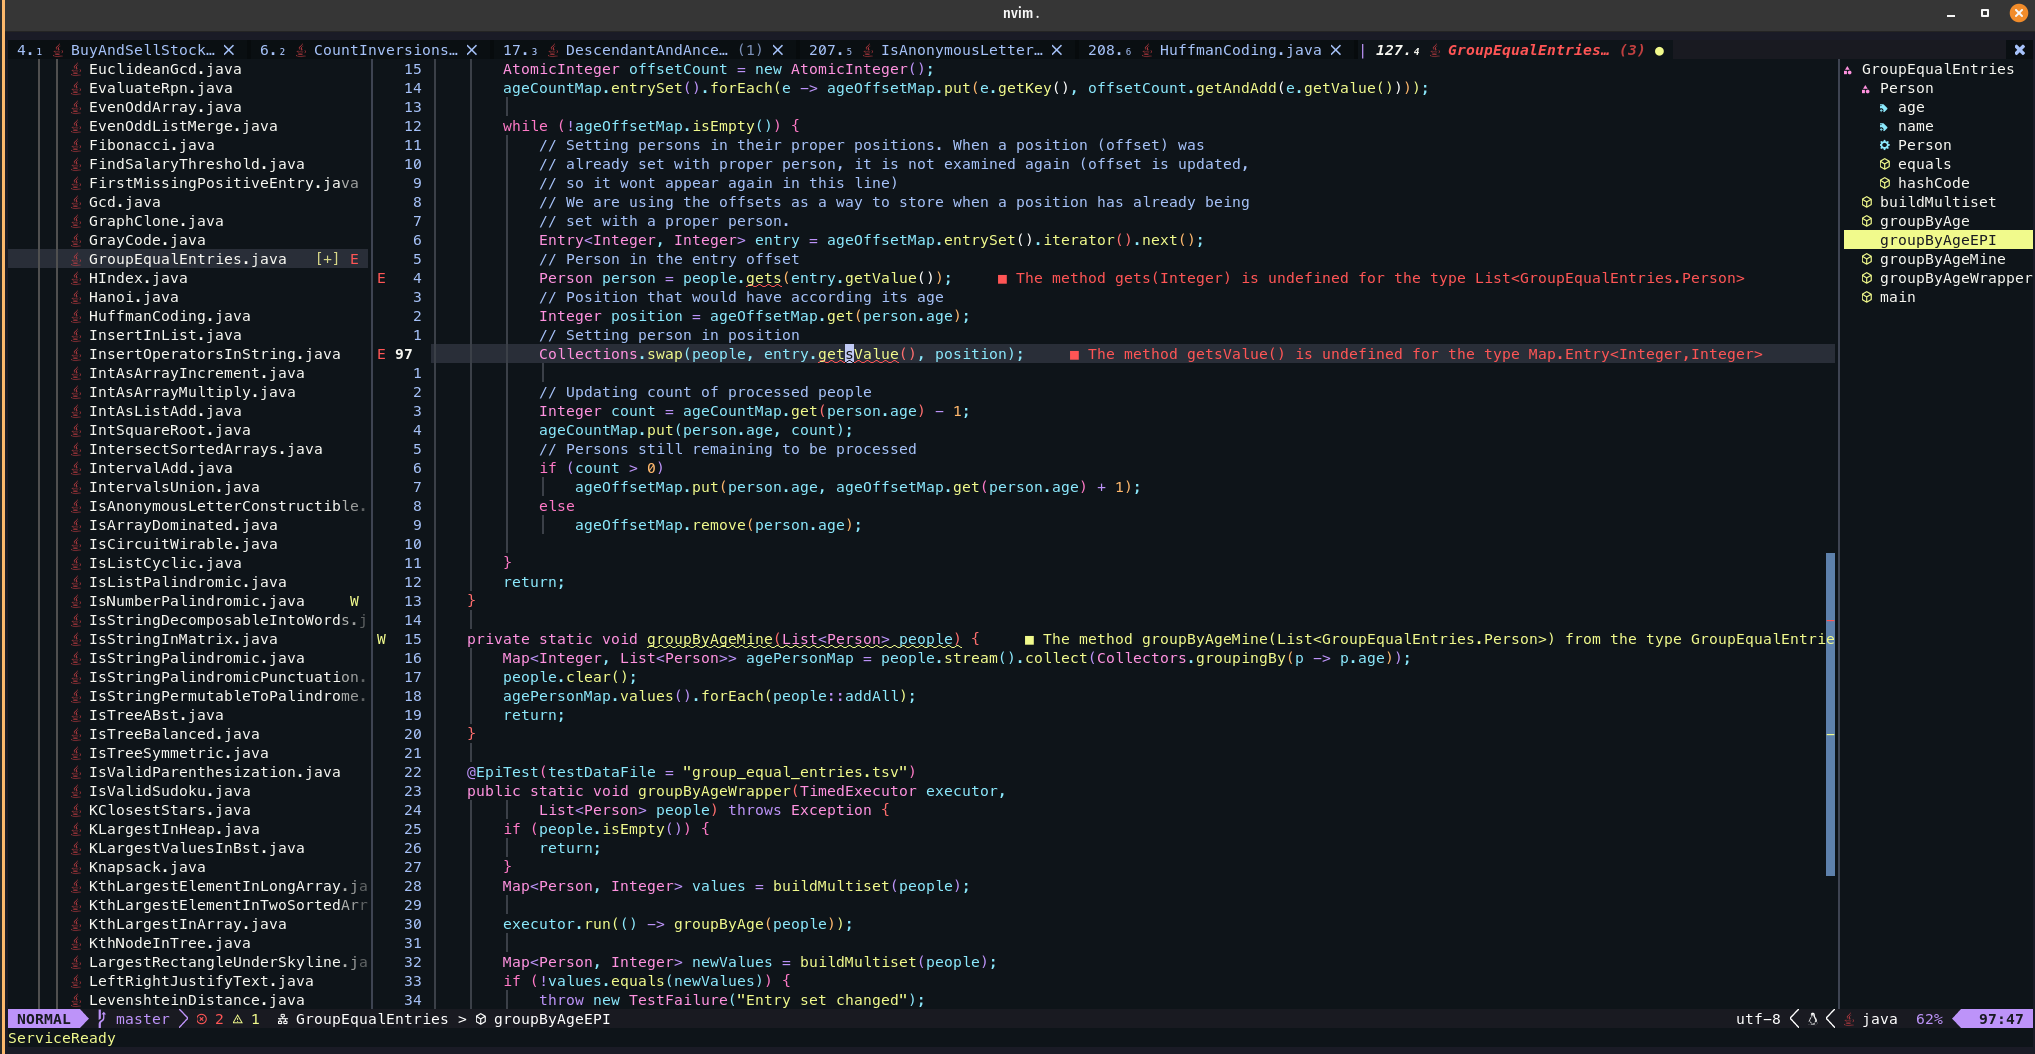 nvim .
4.₁ BuyAndSellStock… ✕ 6.₂ CountInversions… ✕ 17.₃ DescendantAndAnce… (1) ✕ 207.₅ IsAnonymousLetter… ✕ 208.₆ HuffmanCoding.java ✕ | 127.₄ GroupEqualEntries… (3) ●
EuclideanGcd.java
EvaluateRpn.java
EvenOddArray.java
EvenOddListMerge.java
Fibonacci.java
FindSalaryThreshold.java
FirstMissingPositiveEntry.java
Gcd.java
GraphClone.java
GrayCode.java
GroupEqualEntries.java [+] E
HIndex.java
Hanoi.java
HuffmanCoding.java
InsertInList.java
InsertOperatorsInString.java
IntAsArrayIncrement.java
IntAsArrayMultiply.java
IntAsListAdd.java
IntSquareRoot.java
IntersectSortedArrays.java
IntervalAdd.java
IntervalsUnion.java
IsAnonymousLetterConstructible.
IsArrayDominated.java
IsCircuitWirable.java
IsListCyclic.java
IsListPalindromic.java
IsNumberPalindromic.java W
IsStringDecomposableIntoWords.j
IsStringInMatrix.java
IsStringPalindromic.java
IsStringPalindromicPunctuation.
IsStringPermutableToPalindrome.
IsTreeABst.java
IsTreeBalanced.java
IsTreeSymmetric.java
IsValidParenthesization.java
IsValidSudoku.java
KClosestStars.java
KLargestInHeap.java
KLargestValuesInBst.java
Knapsack.java
KthLargestElementInLongArray.ja
KthLargestElementInTwoSortedArr
KthLargestInArray.java
KthNodeInTree.java
LargestRectangleUnderSkyline.ja
LeftRightJustifyText.java
LevenshteinDistance.java
15 AtomicInteger offsetCount = new AtomicInteger();
14 ageCountMap.entrySet().forEach(e -> ageOffsetMap.put(e.getKey(), offsetCount.getAndAdd(e.getValue())));
13
12 while (!ageOffsetMap.isEmpty()) {
11 // Setting persons in their proper positions. When a position (offset) was
10 // already set with proper person, it is not examined again (offset is updated,
9 // so it wont appear again in this line)
8 // We are using the offsets as a way to store when a position has already being
7 // set with a proper person.
6 Entry<Integer, Integer> entry = ageOffsetMap.entrySet().iterator().next();
5 // Person in the entry offset
E 4 Person person = people.gets(entry.getValue()); ■ The method gets(Integer) is undefined for the type List<GroupEqualEntries.Person>
3 // Position that would have according its age
2 Integer position = ageOffsetMap.get(person.age);
1 // Setting person in position
E 97 Collections.swap(people, entry.getsValue(), position); ■ The method getsValue() is undefined for the type Map.Entry<Integer,Integer>
1
2 // Updating count of processed people
3 Integer count = ageCountMap.get(person.age) - 1;
4 ageCountMap.put(person.age, count);
5 // Persons still remaining to be processed
6 if (count > 0)
7 ageOffsetMap.put(person.age, ageOffsetMap.get(person.age) + 1);
8 else
9 ageOffsetMap.remove(person.age);
10
11 }
12 return;
13 }
14
W 15 private static void groupByAgeMine(List<Person> people) { ■ The method groupByAgeMine(List<GroupEqualEntries.Person>) from the type GroupEqualEntrie
16 Map<Integer, List<Person>> agePersonMap = people.stream().collect(Collectors.groupingBy(p -> p.age));
17 people.clear();
18 agePersonMap.values().forEach(people::addAll);
19 return;
20 }
21
22 @EpiTest(testDataFile = "group_equal_entries.tsv")
23 public static void groupByAgeWrapper(TimedExecutor executor,
24 List<Person> people) throws Exception {
25 if (people.isEmpty()) {
26 return;
27 }
28 Map<Person, Integer> values = buildMultiset(people);
29
30 executor.run(() -> groupByAge(people));
31
32 Map<Person, Integer> newValues = buildMultiset(people);
33 if (!values.equals(newValues)) {
34 throw new TestFailure("Entry set changed");
GroupEqualEntries
Person
age
name
Person
equals
hashCode
buildMultiset
groupByAge
groupByAgeEPI
groupByAgeMine
groupByAgeWrapper
main
NORMAL master 2 1 GroupEqualEntries > groupByAgeEPI utf-8 java 62% 97:47
ServiceReady